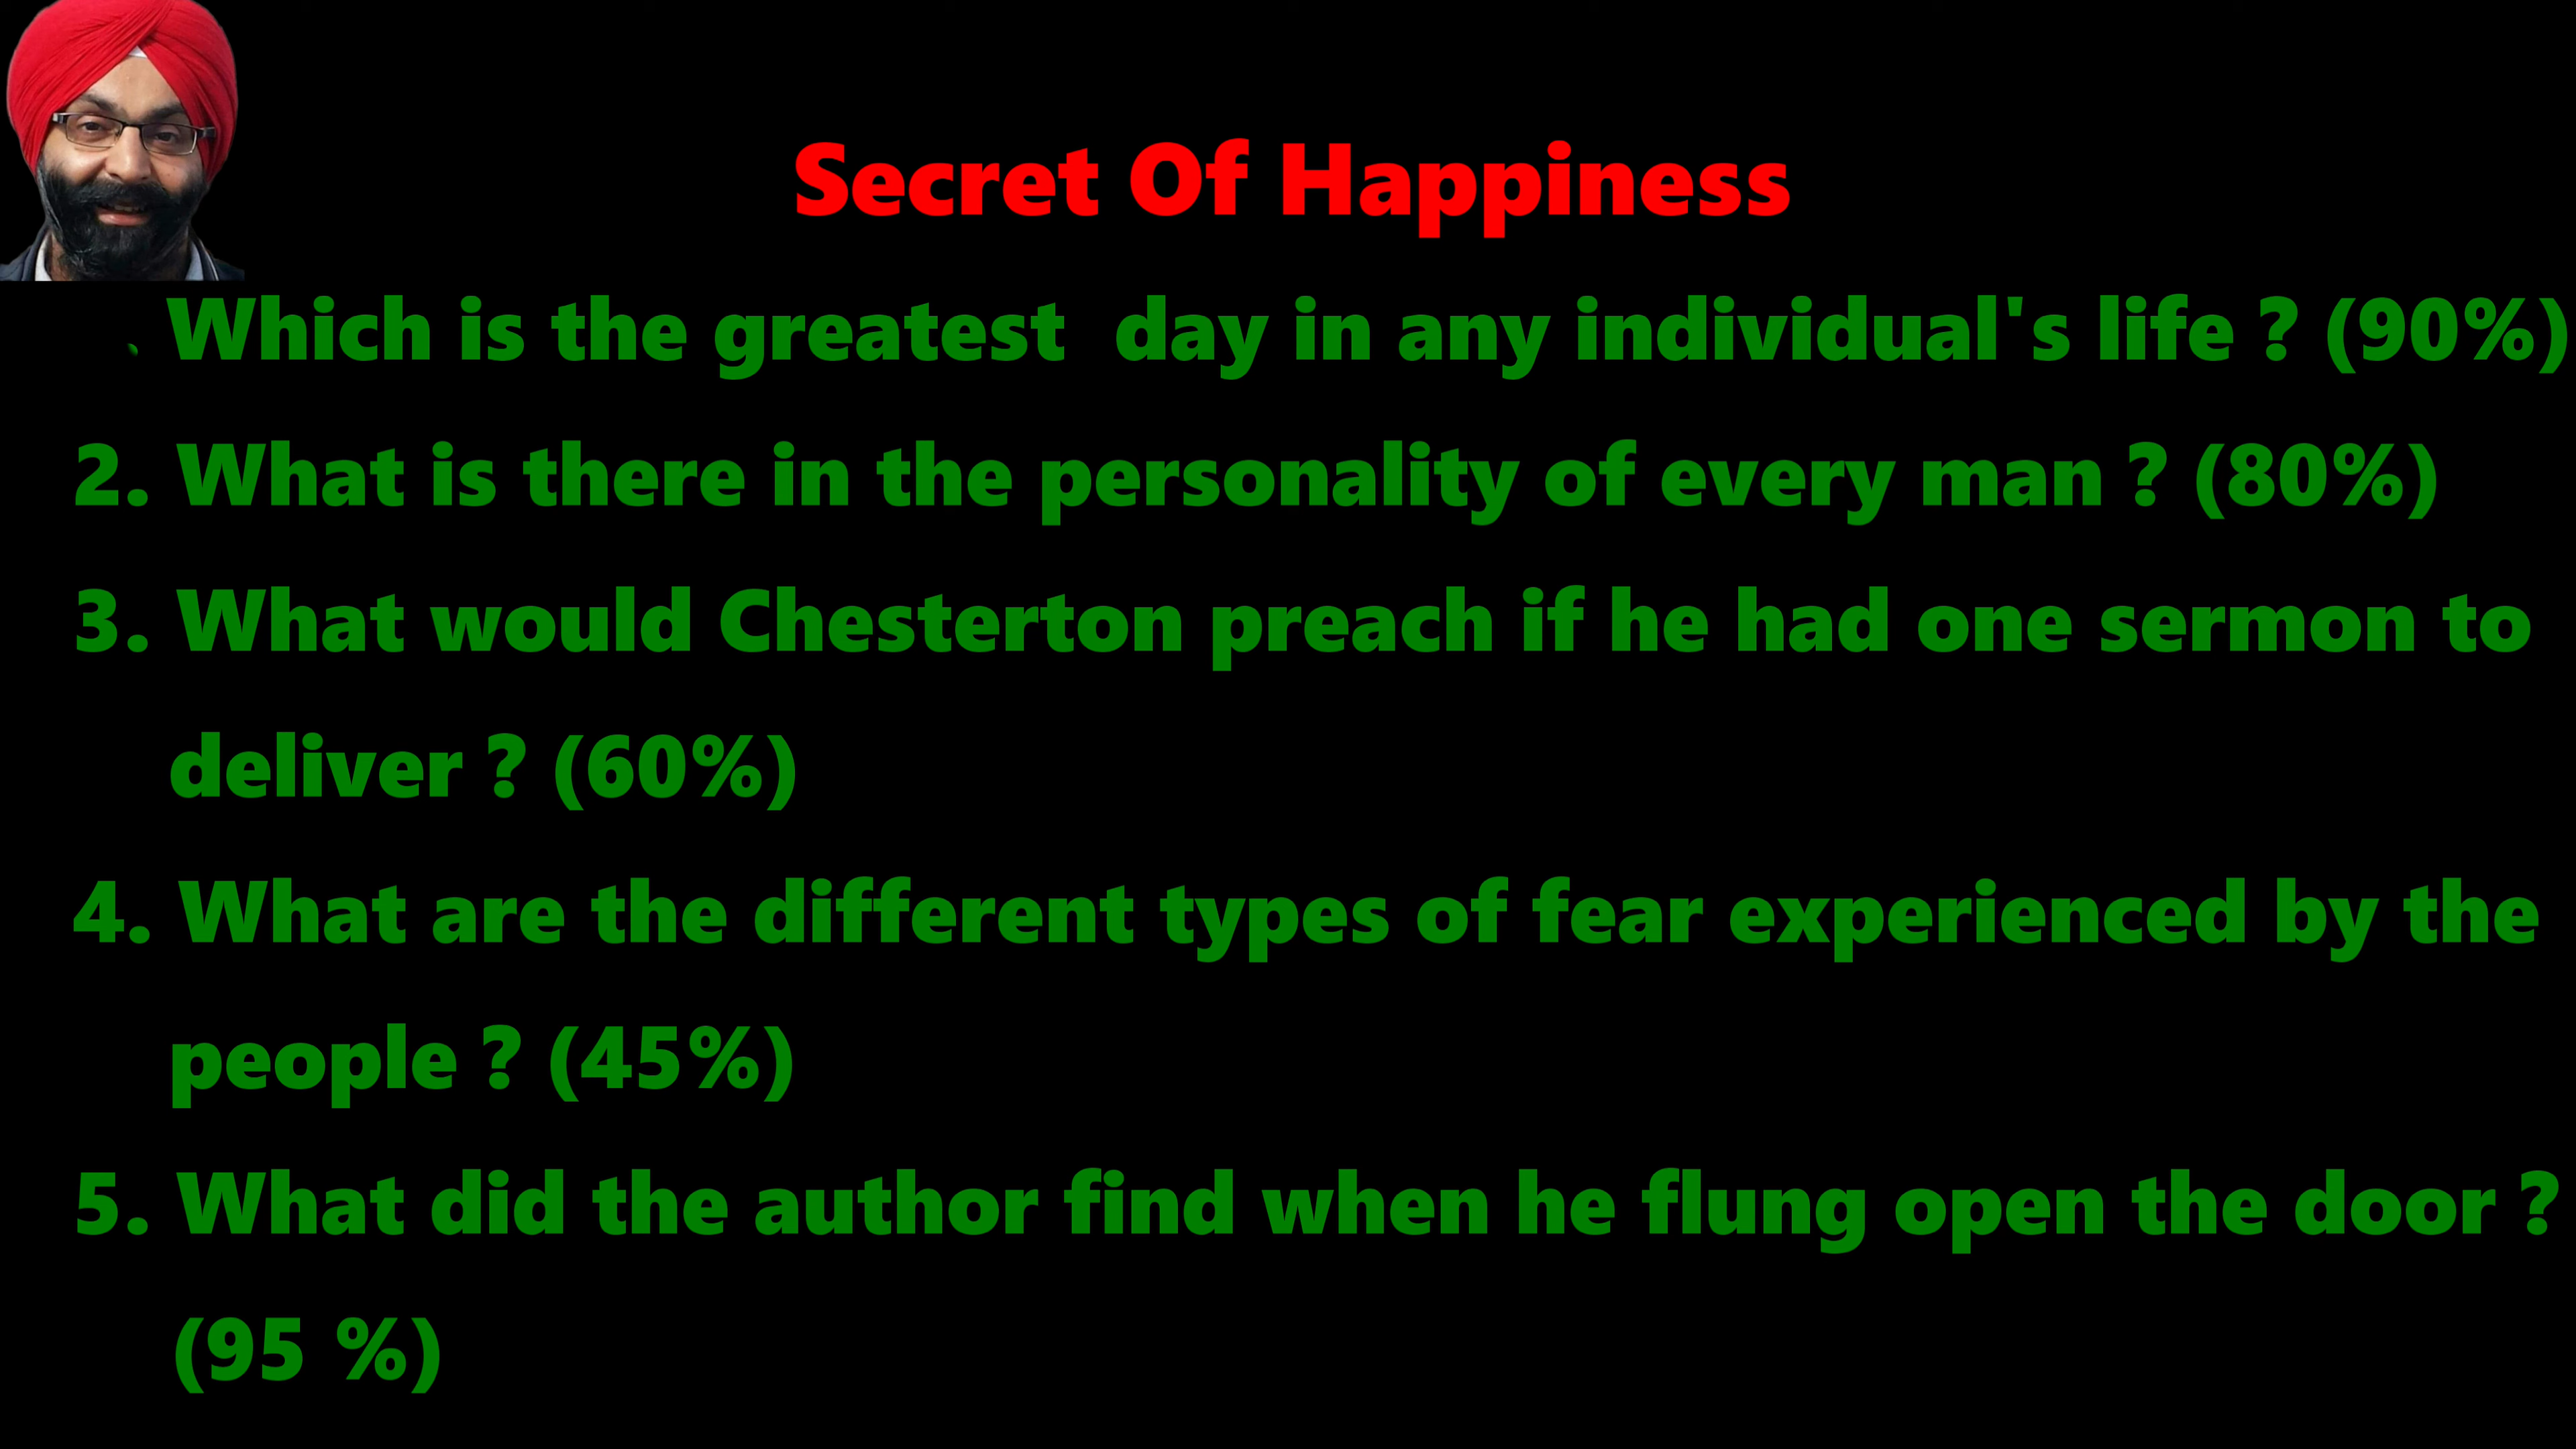 Secret Of Happiness
. Which is the greatest  day in any individual's life ? (90%)
2. What is there in the personality of every man ? (80%)
3. What would Chesterton preach if he had one sermon to
deliver ? (60%)
4. What are the different types of fear experienced by the
people ? (45%)
5. What did the author find when he flung open the door ?
(95 %)